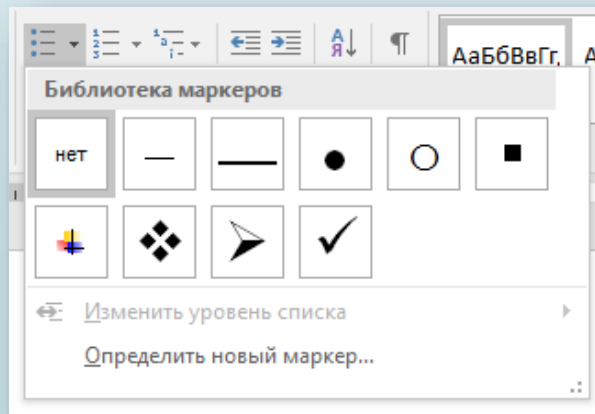 АаБбВвГг,
Библиотека маркеров
нет
Изменить уровень списка
Определить новый маркер...